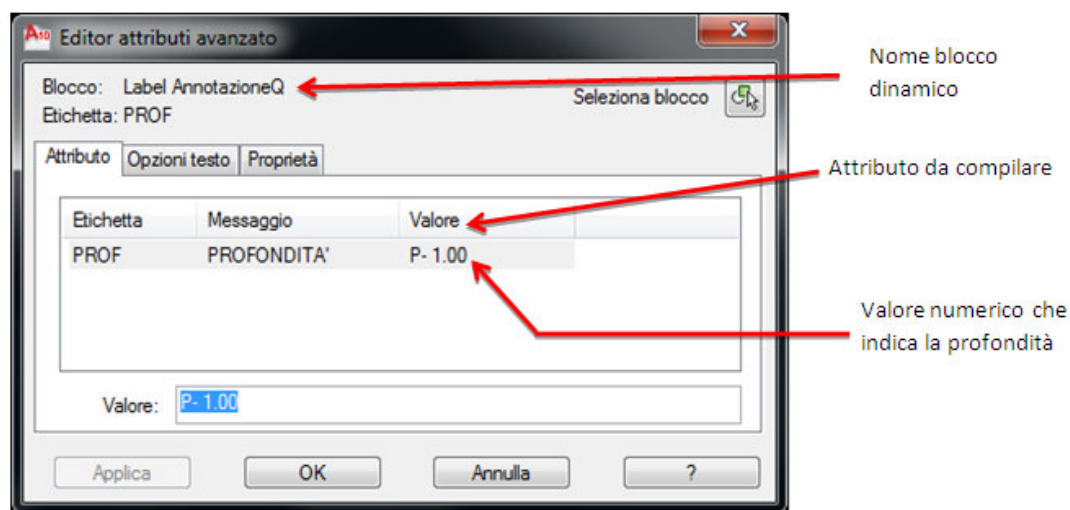 A10 Editor attributi avanzato
Nome blocco
dinamico
Blocco: Label AnnotazioneQ
Seleziona blocco
Etichetta: PROF
Attributo Opzioni testo Proprietà
Attributo da compilare
Etichetta Messaggio Valore
PROF PROFONDITA' P- 1.00
Valore numerico che
indica la profondità
Valore: P- 1.00
Applica OK Annulla ?